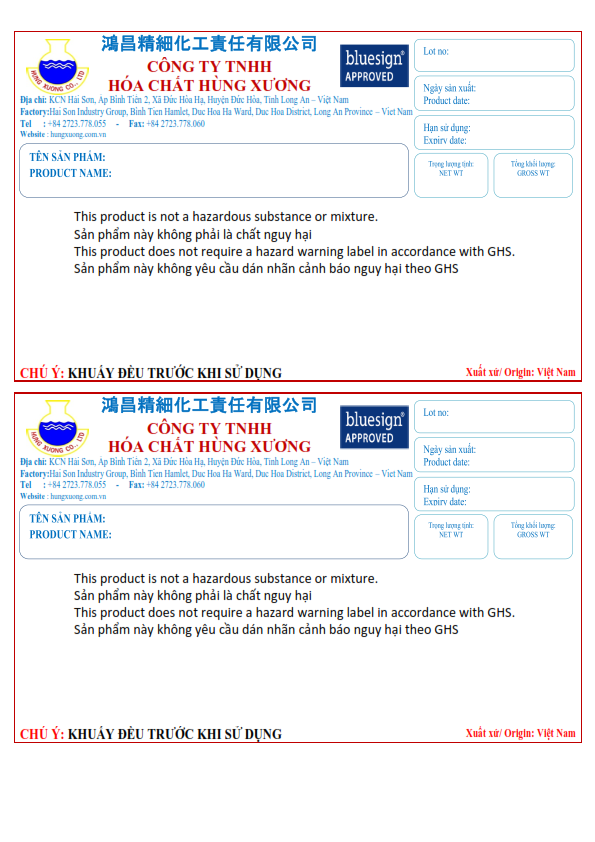 鴻昌精細化工責任有限公司
CÔNG TY TNHH
HÓA CHẤT HÙNG XƯƠNG
HUNG XUONG CO., LTD
bluesign®
APPROVED
Địa chỉ: KCN Hải Sơn, Ấp Bình Tiền 2, Xã Đức Hòa Hạ, Huyện Đức Hòa, Tỉnh Long An – Việt Nam
Factory:Hai Son Industry Group, Binh Tien Hamlet, Duc Hoa Ha Ward, Duc Hoa District, Long An Province – Viet Nam
Tel : +84 2723.778.055 - Fax: +84 2723.778.060
Website : hungxuong.com.vn
Lot no:
Ngày sản xuất:
Product date:
Hạn sử dụng:
Expiry date:
Trọng lượng tịnh:
NET WT
Tổng khối lượng:
GROSS WT
TÊN SẢN PHẨM:
PRODUCT NAME:
This product is not a hazardous substance or mixture.
Sản phẩm này không phải là chất nguy hại
This product does not require a hazard warning label in accordance with GHS.
Sản phẩm này không yêu cầu dán nhãn cảnh báo nguy hại theo GHS
CHÚ Ý: KHUẤY ĐỀU TRƯỚC KHI SỬ DỤNG
Xuất xứ/ Origin: Việt Nam
鴻昌精細化工責任有限公司
CÔNG TY TNHH
HÓA CHẤT HÙNG XƯƠNG
HUNG XUONG CO., LTD
bluesign®
APPROVED
Địa chỉ: KCN Hải Sơn, Ấp Bình Tiền 2, Xã Đức Hòa Hạ, Huyện Đức Hòa, Tỉnh Long An – Việt Nam
Factory:Hai Son Industry Group, Binh Tien Hamlet, Duc Hoa Ha Ward, Duc Hoa District, Long An Province – Viet Nam
Tel : +84 2723.778.055 - Fax: +84 2723.778.060
Website : hungxuong.com.vn
Lot no:
Ngày sản xuất:
Product date:
Hạn sử dụng:
Expiry date:
Trọng lượng tịnh:
NET WT
Tổng khối lượng:
GROSS WT
TÊN SẢN PHẨM:
PRODUCT NAME:
This product is not a hazardous substance or mixture.
Sản phẩm này không phải là chất nguy hại
This product does not require a hazard warning label in accordance with GHS.
Sản phẩm này không yêu cầu dán nhãn cảnh báo nguy hại theo GHS
CHÚ Ý: KHUẤY ĐỀU TRƯỚC KHI SỬ DỤNG
Xuất xứ/ Origin: Việt Nam